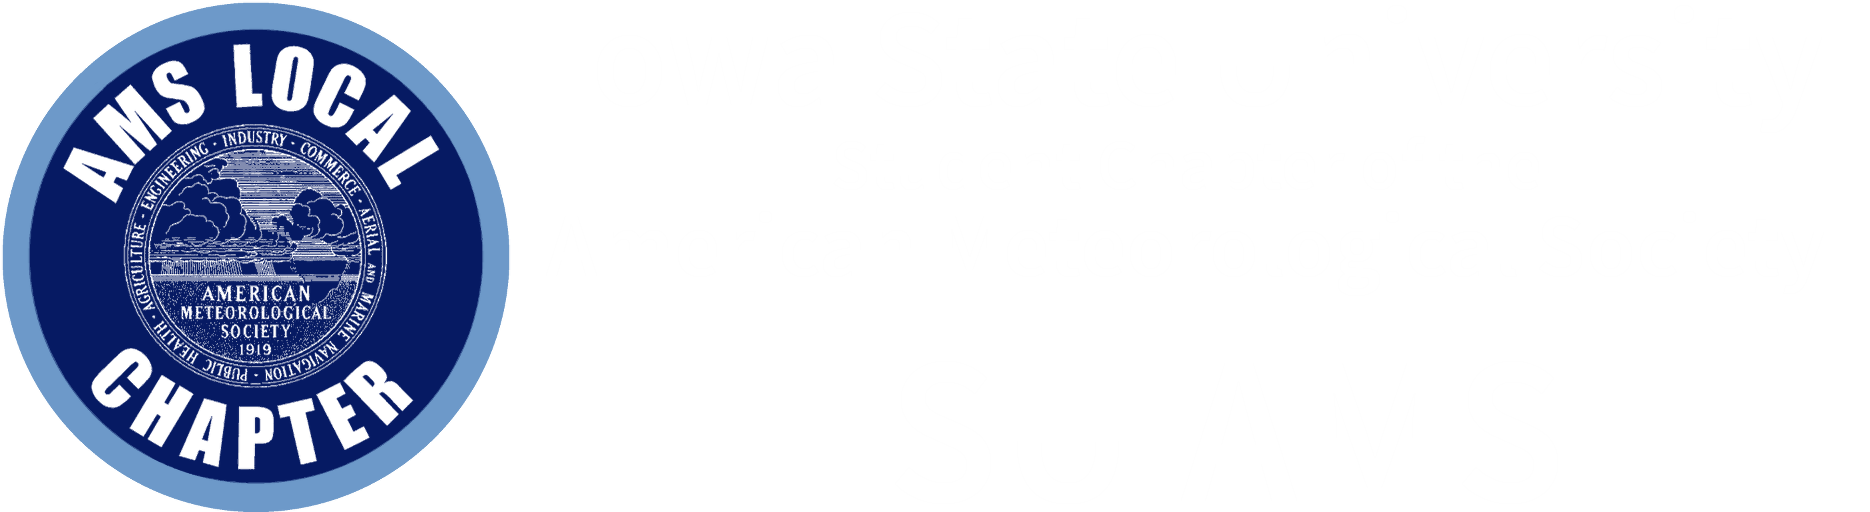 AMS LOCAL
INDUSTRY · COMMERCE · AERIAL AND MARINE NAVIGATION · PUBLIC HEALTH · AGRICULTURE · ENGINEERING ·
AMERICAN
METEOROLOGICAL
SOCIETY
1919
CHAPTER